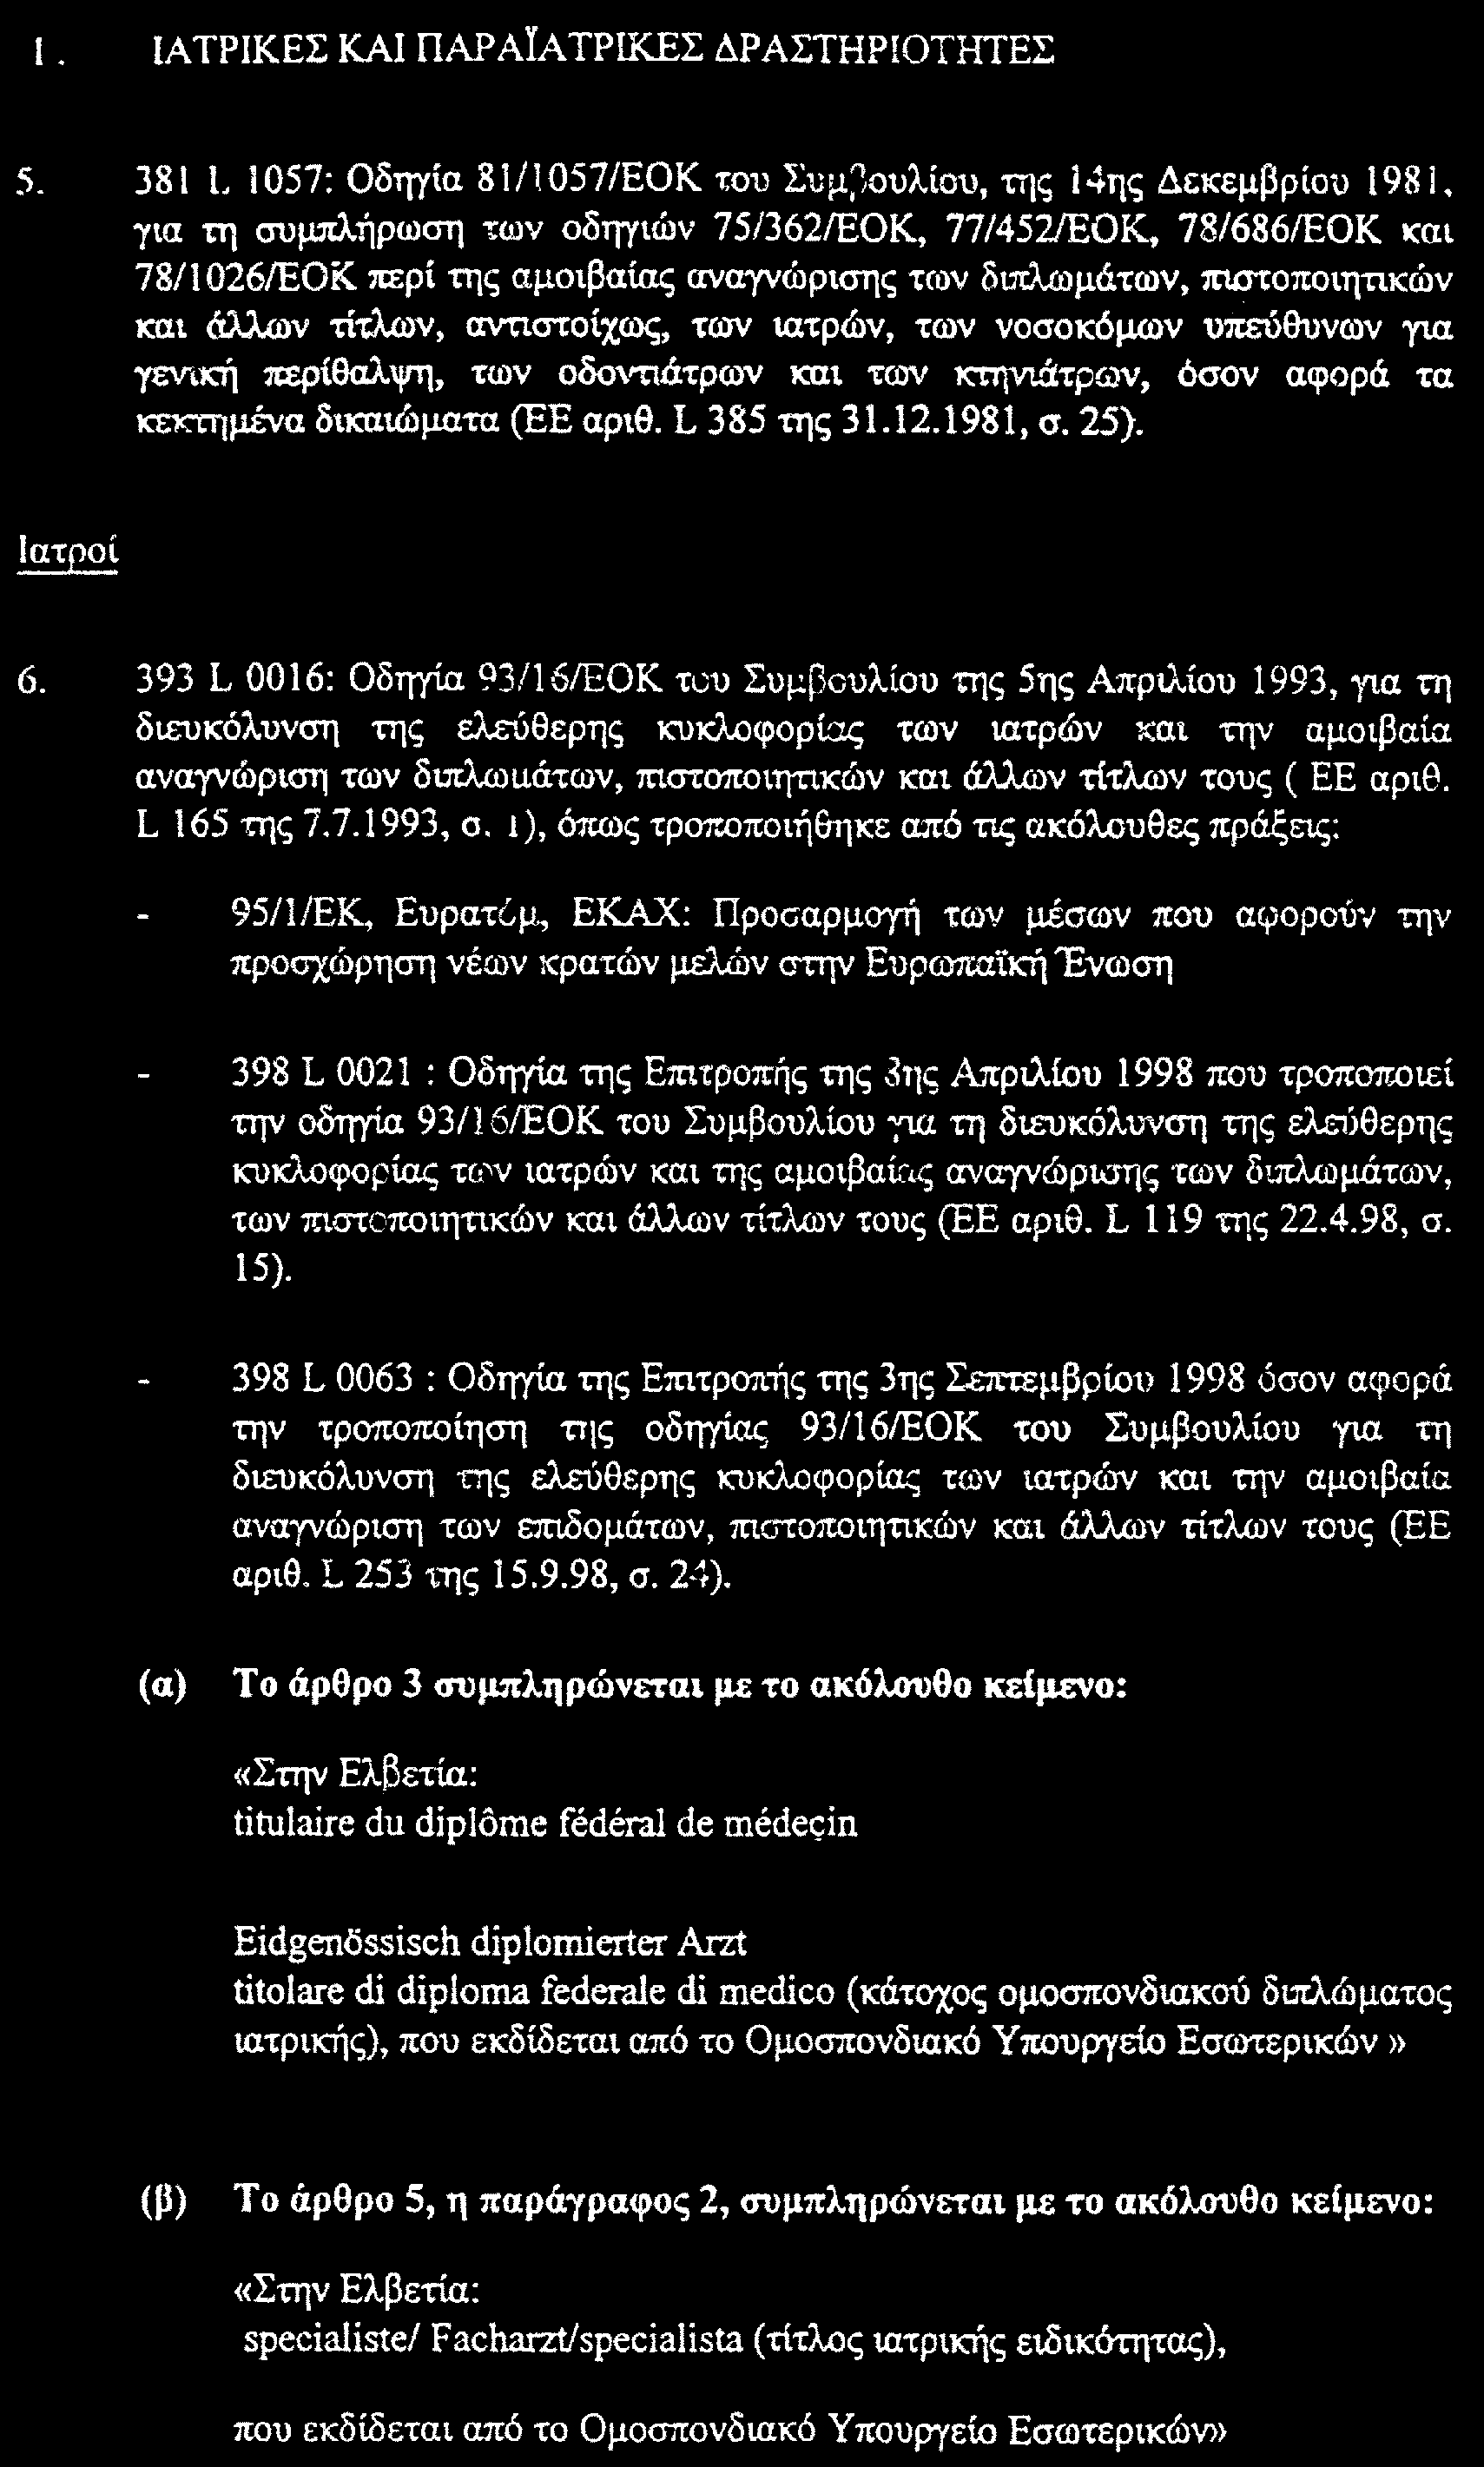 1. ΙΑΤΡΙΚΕΣ ΚΑΙ ΠΑΡΑΪΑΤΡΙΚΕΣ ΔΡΑΣΤΗΡΙΟΤΗΤΕΣ
5. 381 L 1057: Οδηγία 81/1057/ΕΟΚ του Συμβουλίου, της 14ης Δεκεμβρίου 1981,
για τη συμπλήρωση των οδηγιών 75/362/ΕΟΚ, 77/452/ΕΟΚ, 78/686/ΕΟΚ και
78/1026/ΕΟΚ περί της αμοιβαίας αναγνώρισης των διπλωμάτων, πιστοποιητικών
και άλλων τίτλων, αντιστοίχως, των ιατρών, των νοσοκόμων υπεύθυνων για
γενική περίθαλψη, των οδοντιάτρων και των κτηνιάτρων, όσον αφορά τα
κεκτημένα δικαιώματα (ΕΕ αριθ. L 385 της 31.12.1981, σ. 25).
Ιατροί
6. 393 L 0016: Οδηγία 93/16/ΕΟΚ του Συμβουλίου της 5ης Απριλίου 1993, για τη
διευκόλυνση της ελεύθερης κυκλοφορίας των ιατρών και την αμοιβαία
αναγνώριση των διπλωμάτων, πιστοποιητικών και άλλων τίτλων τους ( ΕΕ αριθ.
L 165 της 7.7.1993, σ. 1), όπως τροποποιήθηκε από τις ακόλουθες πράξεις:
- 95/1/ΕΚ, Ευρατόμ, ΕΚΑΧ: Προσαρμογή των μέσων που αφορούν την
προσχώρηση νέων κρατών μελών στην Ευρωπαϊκή Ένωση
- 398 L 0021 : Οδηγία της Επιτροπής της 3ης Απριλίου 1998 που τροποποιεί
την οδηγία 93/16/ΕΟΚ του Συμβουλίου για τη διευκόλυνση της ελεύθερης
κυκλοφορίας των ιατρών και της αμοιβαίας αναγνώρισης των διπλωμάτων,
των πιστοποιητικών και άλλων τίτλων τους (ΕΕ αριθ. L 119 της 22.4.98, σ.
15).
- 398 L 0063 : Οδηγία της Επιτροπής της 3ης Σεπτεμβρίου 1998 όσον αφορά
την τροποποίηση της οδηγίας 93/16/ΕΟΚ του Συμβουλίου για τη
διευκόλυνση της ελεύθερης κυκλοφορίας των ιατρών και την αμοιβαία
αναγνώριση των επιδομάτων, πιστοποιητικών και άλλων τίτλων τους (ΕΕ
αριθ. L 253 της 15.9.98, σ. 24).
(α) Το άρθρο 3 συμπληρώνεται με το ακόλουθο κείμενο:
«Στην Ελβετία:
titulaire du diplôme fédéral de médeçin
Eidgenössisch diplomierter Arzt
titolare di diploma federale di medico (κάτοχος ομοσπονδιακού διπλώματος
ιατρικής), που εκδίδεται από το Ομοσπονδιακό Υπουργείο Εσωτερικών »
(β) Το άρθρο 5, η παράγραφος 2, συμπληρώνεται με το ακόλουθο κείμενο:
«Στην Ελβετία:
specialiste/ Facharzt/specialista (τίτλος ιατρικής ειδικότητας),
που εκδίδεται από το Ομοσπονδιακό Υπουργείο Εσωτερικών»